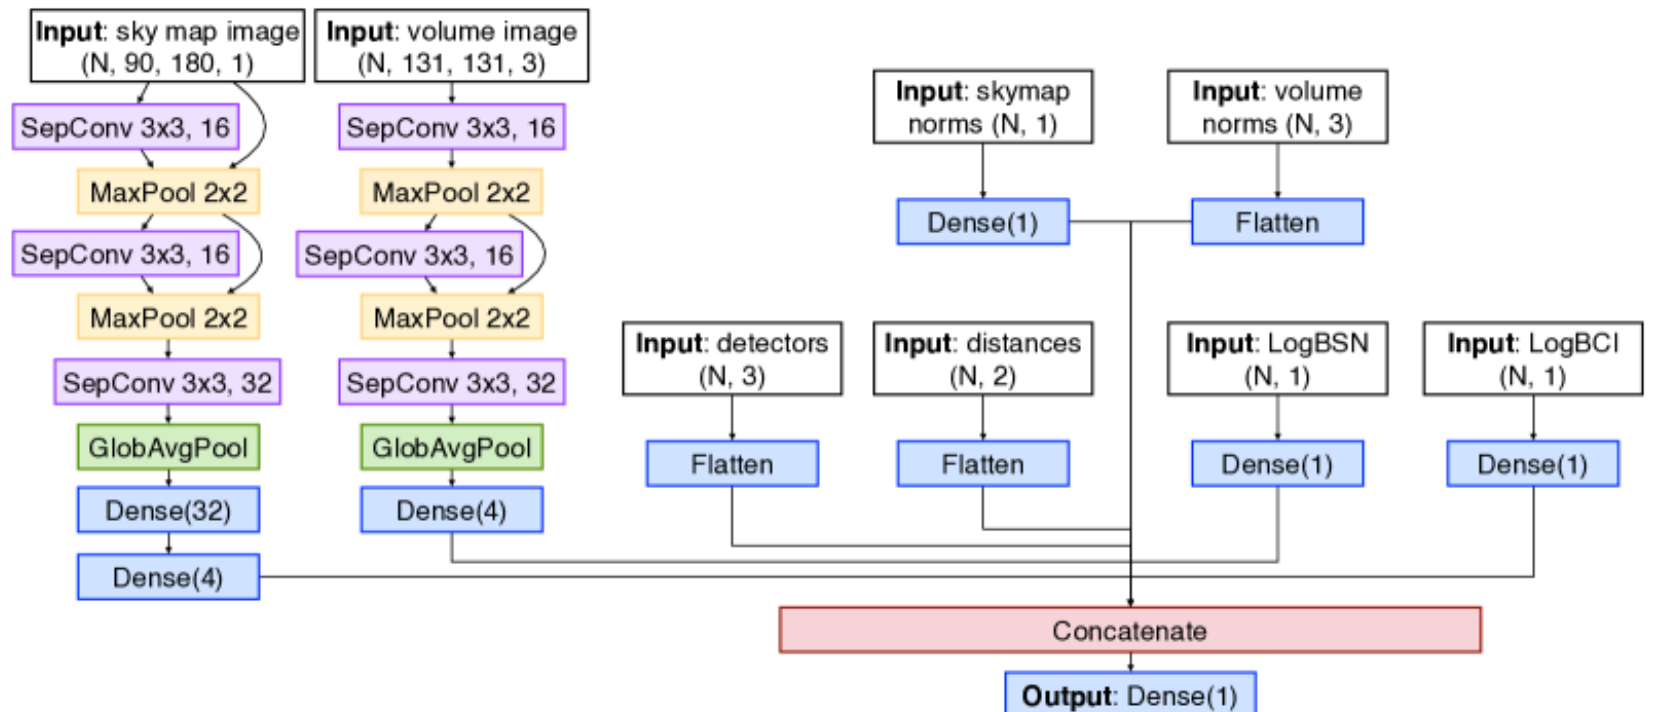 Input: sky map image
(N, 90, 180, 1)
SepConv 3x3, 16
MaxPool 2x2
SepConv 3x3, 16
MaxPool 2x2
SepConv 3x3, 32
GlobAvgPool
Dense(32)
Dense(4)
Input: volume image
(N, 131, 131, 3)
SepConv 3x3, 16
MaxPool 2x2
SepConv 3x3, 16
MaxPool 2x2
SepConv 3x3, 32
GlobAvgPool
Dense(4)
Input: skymap
norms (N, 1)
Dense(1)
Input: volume
norms (N, 3)
Flatten
Input: detectors
(N, 3)
Flatten
Input: distances
(N, 2)
Flatten
Input: LogBSN
(N, 1)
Dense(1)
Input: LogBCI
(N, 1)
Dense(1)
Concatenate
Output: Dense(1)